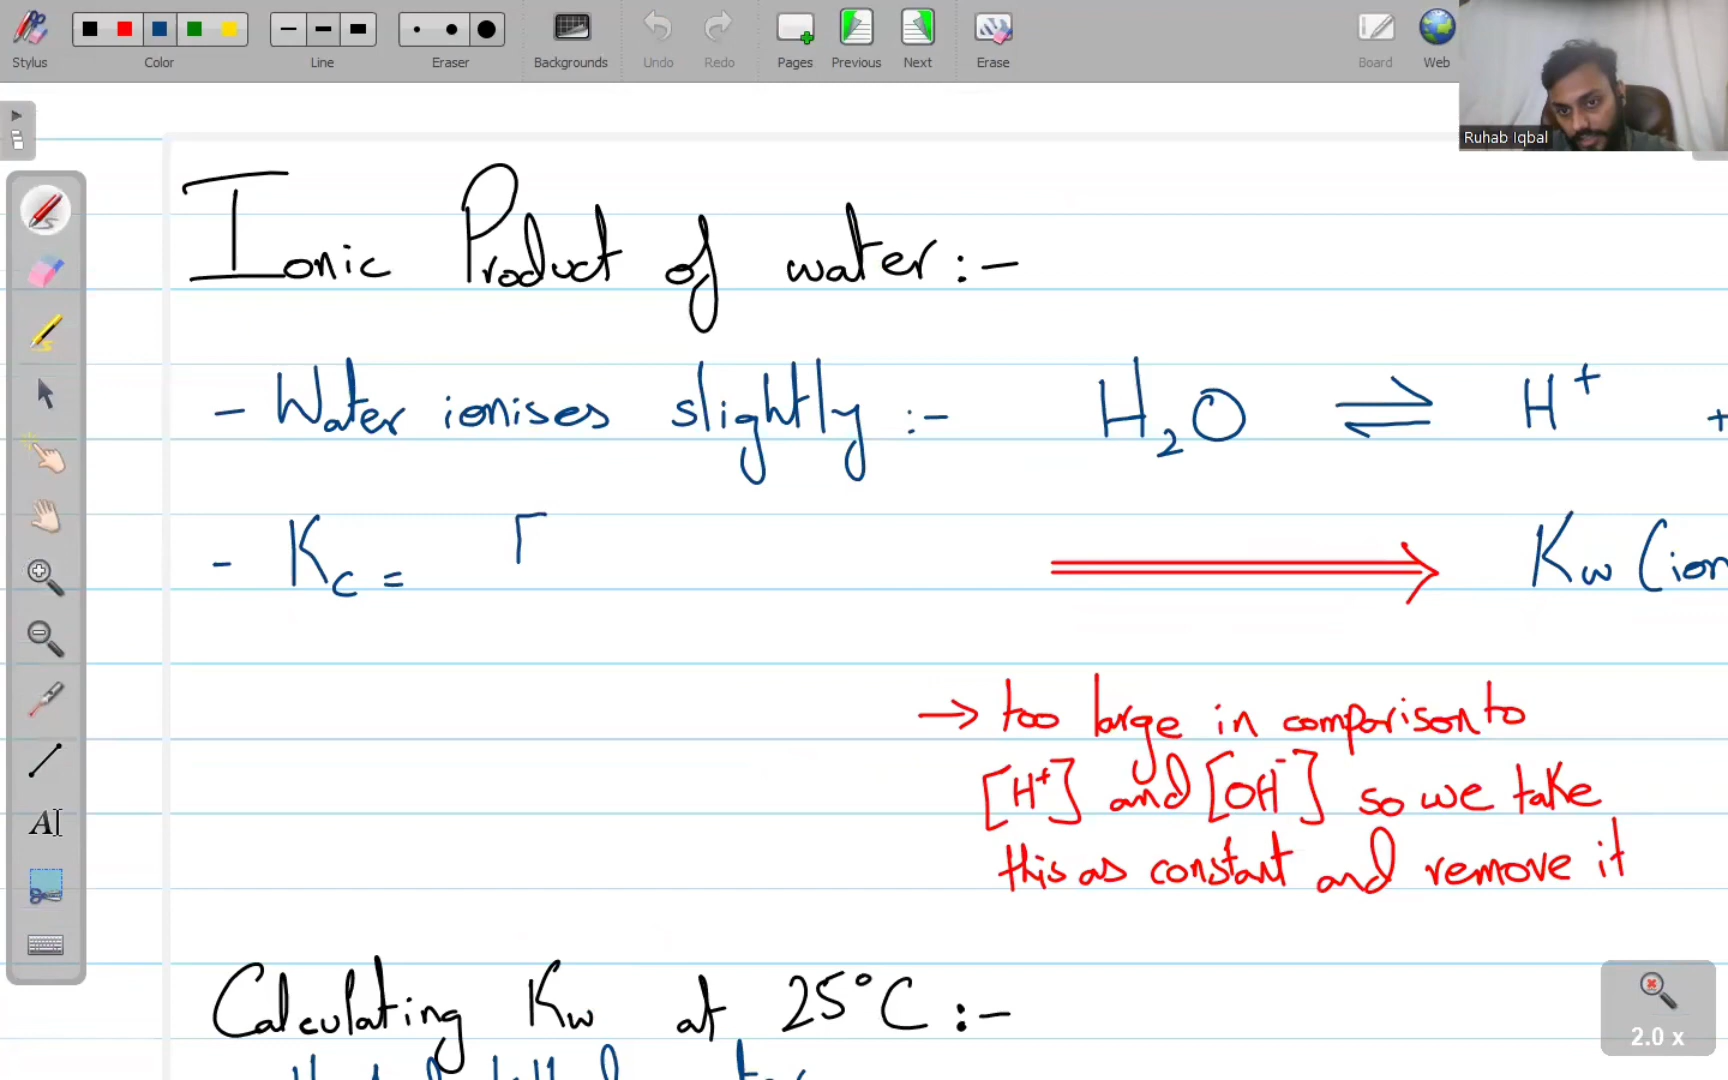 Stylus Color Line Eraser Backgrounds Undo Redo Pages Previous Next Erase Board Web
Ruhab Iqbal
Ionic Product of water:-
- Water ionises slightly :- H₂O ⇌ H⁺ +
- Kc = [ ⟹ Kw (ion
→ too large in comparison to
[H⁺] and [OH⁻] so we take
this as constant and remove it
Calculating Kw at 25°C:-
2.0 x